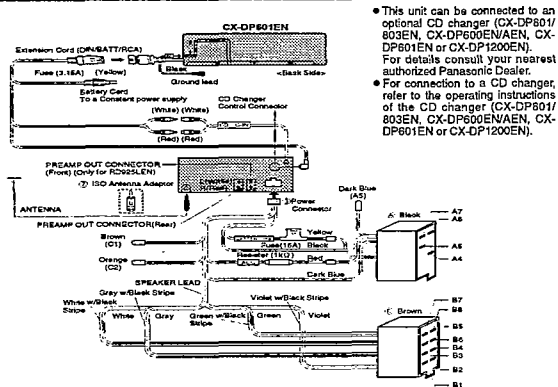 CX-DP601EN
Extension Cord (DIN/BATT/RCA)
Black
Fuse (3.15A) (Yellow)
<Back Side>
Ground lead
Battery Cord
To a Constant power supply
CD Changer
Control Connector
(White) (White)
(Red) (Red)
PREAMP OUT CONNECTOR
(Front) (Only for RD925LEN)
⑦ ISO Antenna Adaptor
ANTENNA
PREAMP OUT CONNECTOR(Rear)
Power
Connector
Dark Blue
(A5)
Black
A7
A8
A5
A4
Brown
(C1)
Yellow
Fuse(15A) Black
Orange
(C2)
Resister (1kΩ) Red
Dark Blue
SPEAKER LEAD
Gray w/Black Stripe
Violet w/Black Stripe
White w/Black
Stripe
White
Gray
Green w/Black
Stripe
Green
Violet
Brown
B7
B8
B5
B6
B4
B3
B2
B1
● This unit can be connected to an
optional CD changer (CX-DP801/
803EN, CX-DP600EN/AEN, CX-
DP601EN or CX-DP1200EN).
For details consult your nearest
authorized Panasonic Dealer.
● For connection to a CD changer,
refer to the operating instructions
of the CD changer (CX-DP801/
803EN, CX-DP600EN/AEN, CX-
DP601EN or CX-DP1200EN).